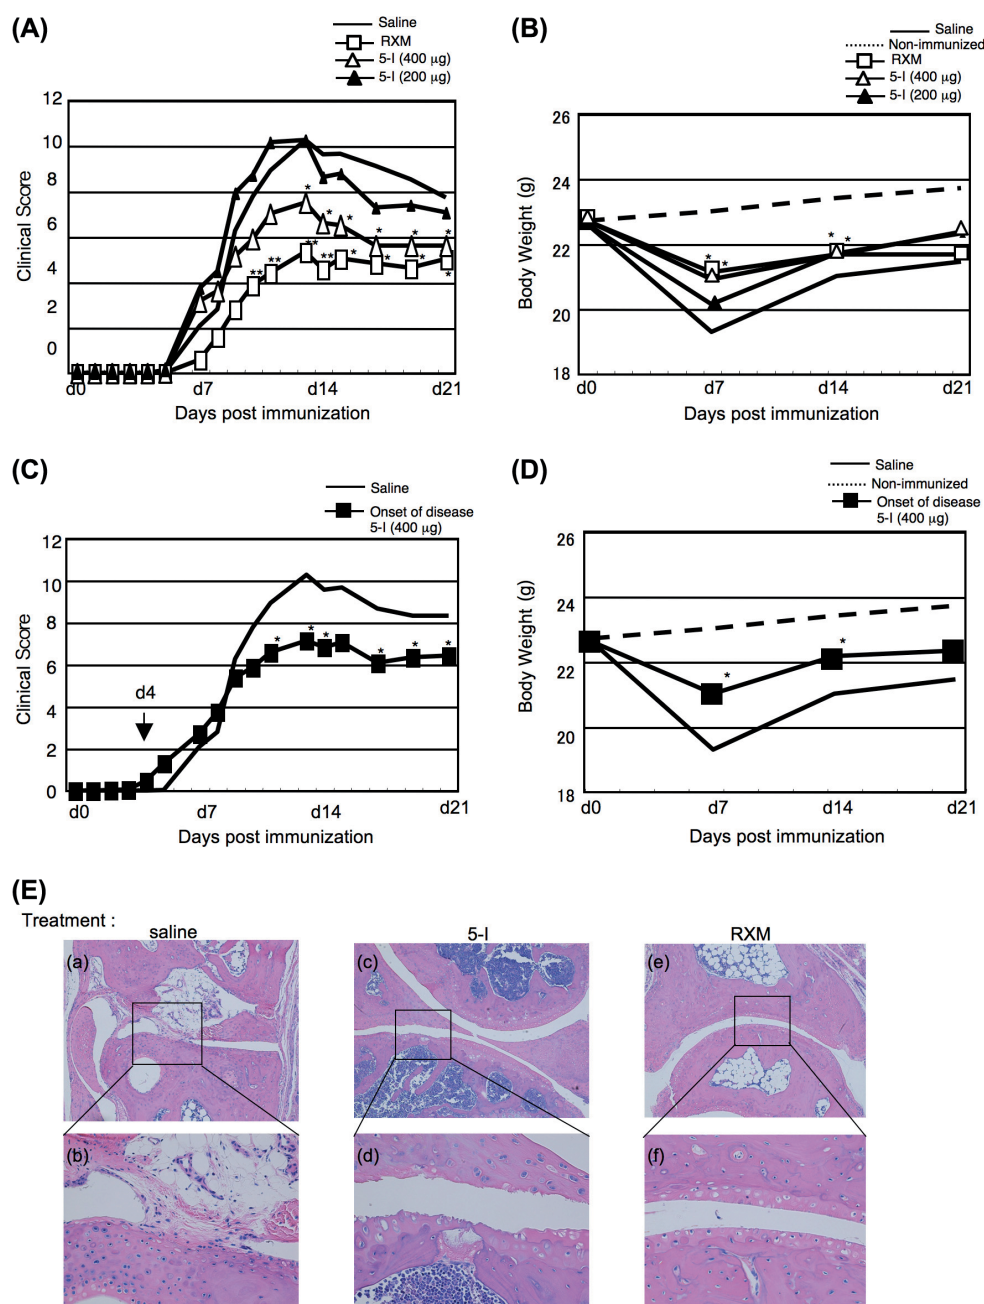 (A)
Saline
RXM
5-I (400 µg)
5-I (200 µg)
12
10
8
6
4
2
0
Clinical Score
d0
d7
d14
d21
Days post immunization
(B)
Saline
Non-immunized
RXM
5-I (400 µg)
5-I (200 µg)
26
24
22
20
18
Body Weight (g)
d0
d7
d14
d21
Days post immunization
(C)
Saline
Onset of disease
5-I (400 µg)
12
10
8
6
4
2
0
Clinical Score
d4
d0
d7
d14
d21
Days post immunization
(D)
Saline
Non-immunized
Onset of disease
5-I (400 µg)
26
24
22
20
18
Body Weight (g)
d0
d7
d14
d21
Days post immunization
(E)
Treatment :
saline
5-I
RXM
(a)
(c)
(e)
(b)
(d)
(f)